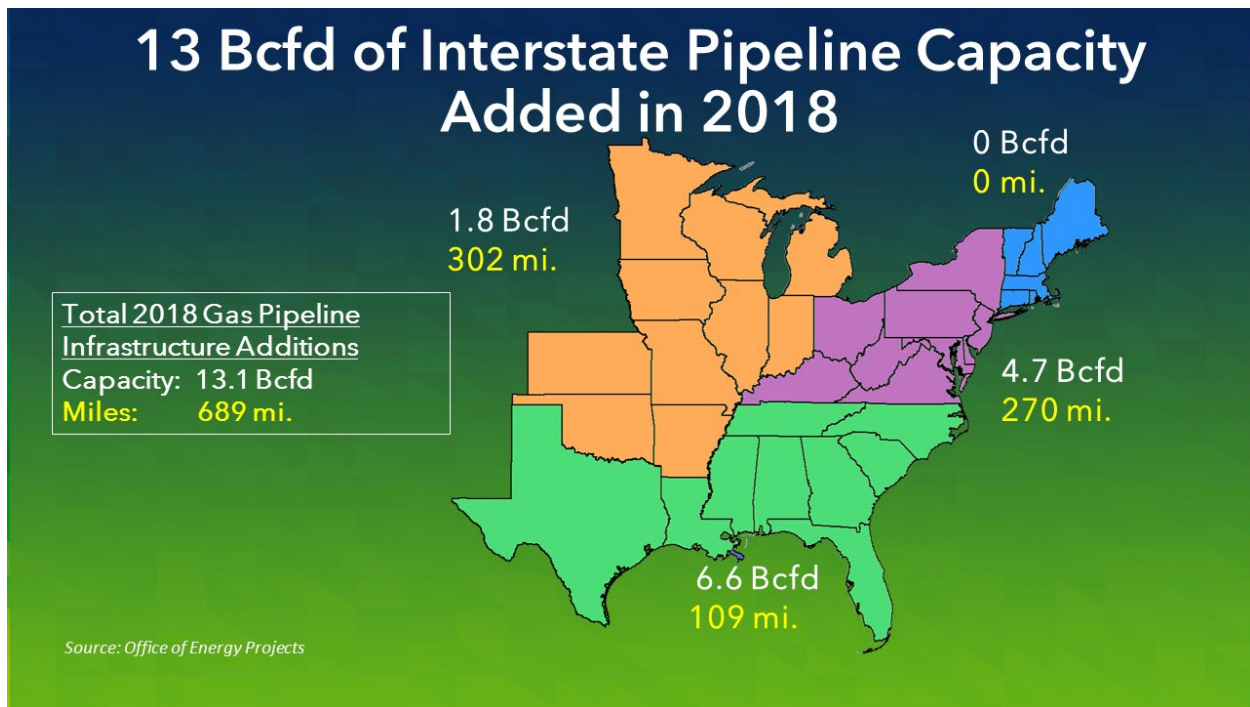 13 Bcfd of Interstate Pipeline Capacity
Added in 2018
0 Bcfd
0 mi.
1.8 Bcfd
302 mi.
Total 2018 Gas Pipeline
Infrastructure Additions
Capacity: 13.1 Bcfd
Miles: 689 mi.
4.7 Bcfd
270 mi.
6.6 Bcfd
109 mi.
Source: Office of Energy Projects